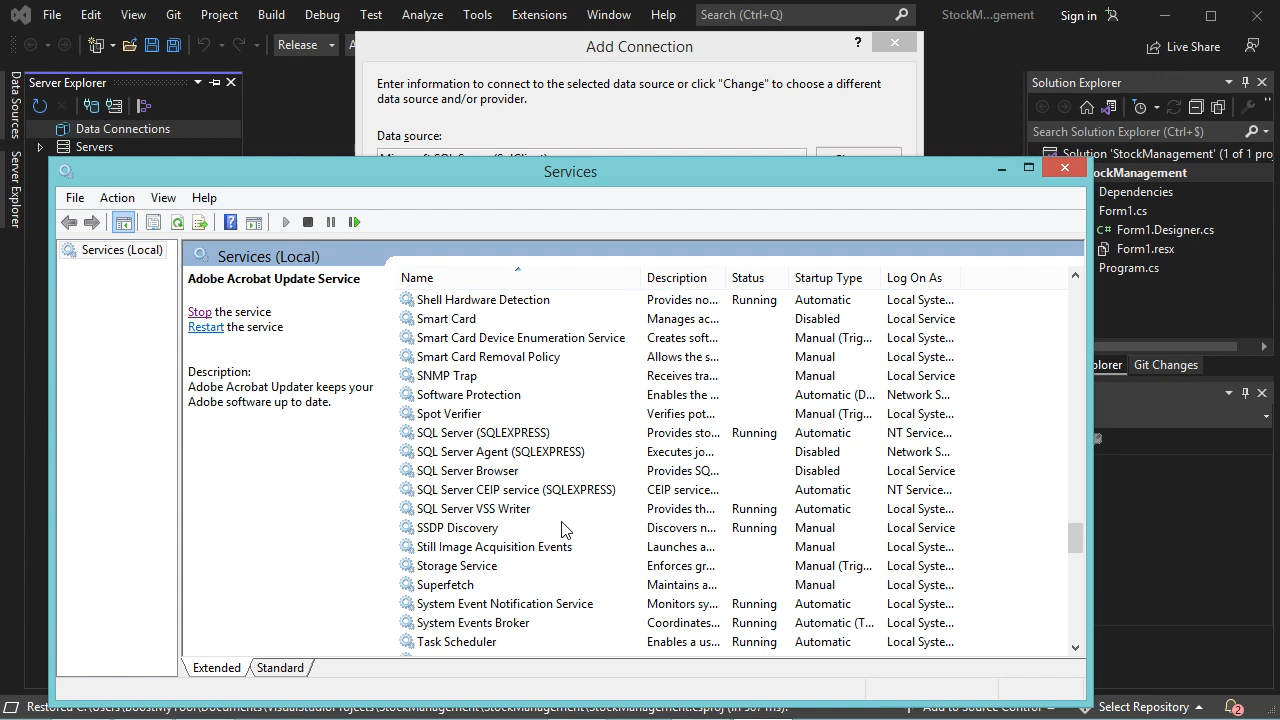 File Edit View Git Project Build Debug Test Analyze Tools Extensions Window Help Search (Ctrl+Q) StockM...gement Sign in
Release
Live Share
Add Connection
?
Enter information to connect to the selected data source or click "Change" to choose a different
data source and/or provider.
Data source:
Data Sources
Server Explorer
Server Explorer
Data Connections
Servers
Solution Explorer
Search Solution Explorer (Ctrl+$)
Solution 'StockManagement' (1 of 1 proj
tockManagement
Dependencies
Form1.cs
C# Form1.Designer.cs
Form1.resx
Program.cs
plorer Git Changes
Services
File Action View Help
Services (Local)
Services (Local)
Adobe Acrobat Update Service
Stop the service
Restart the service
Description:
Adobe Acrobat Updater keeps your
Adobe software up to date.
Name Description Status Startup Type Log On As
Shell Hardware Detection Provides no... Running Automatic Local Syste...
Smart Card Manages ac... Disabled Local Service
Smart Card Device Enumeration Service Creates soft... Manual (Trig... Local Syste...
Smart Card Removal Policy Allows the s... Manual Local Syste...
SNMP Trap Receives tra... Manual Local Service
Software Protection Enables the ... Automatic (D... Network S...
Spot Verifier Verifies pot... Manual (Trig... Local Syste...
SQL Server (SQLEXPRESS) Provides sto... Running Automatic NT Service...
SQL Server Agent (SQLEXPRESS) Executes jo... Disabled Network S...
SQL Server Browser Provides SQ... Disabled Local Service
SQL Server CEIP service (SQLEXPRESS) CEIP service... Automatic NT Service...
SQL Server VSS Writer Provides th... Running Automatic Local Syste...
SSDP Discovery Discovers n... Running Manual Local Service
Still Image Acquisition Events Launches a... Manual Local Syste...
Storage Service Enforces gr... Manual (Trig... Local Syste...
Superfetch Maintains a... Manual Local Syste...
System Event Notification Service Monitors sy... Running Automatic Local Syste...
System Events Broker Coordinates... Running Automatic (T... Local Syste...
Task Scheduler Enables a us... Running Automatic Local Syste...
Extended Standard
Select Repository
2